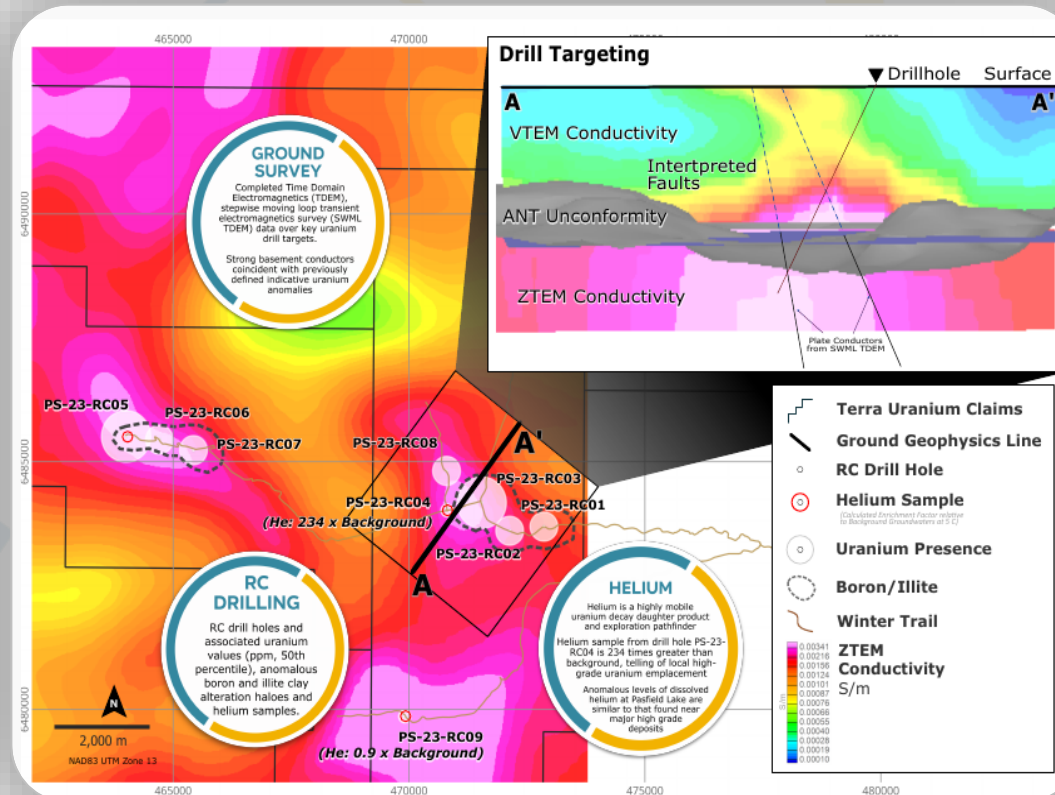 465000
470000
Drill Targeting
Drillhole
Surface
A
A'
VTEM Conductivity
Intertpreted
Faults
ANT Unconformity
ZTEM Conductivity
Plate Conductors
from SWML TDEM
6490000
GROUND
SURVEY
Completed Time Domain
Electromagnetics (TDEM),
stepwise moving loop transient
electromagnetics survey (SWML
TDEM) data over key uranium
drill targets.
Strong basement conductors
coincident with previously
defined indicative uranium
anomalies
PS-23-RC05
PS-23-RC06
PS-23-RC07
PS-23-RC08
A'
6485000
PS-23-RC03
PS-23-RC04
(He: 234 x Background)
PS-23-RC01
PS-23-RC02
A
RC
DRILLING
RC drill holes and
associated uranium
values (ppm, 50th
percentile), anomalous
boron and illite clay
alteration haloes and
helium samples.
HELIUM
Helium is a highly mobile
uranium decay daughter product
and exploration pathfinder
Helium sample from drill hole PS-23-
RC04 is 234 times greater than
background, telling of local high-
grade uranium emplacement
Anomalous levels of dissolved
helium at Pasfield Lake are
similar to that found near
major high grade
deposits
6480000
N
2,000 m
NAD83 UTM Zone 13
PS-23-RC09
(He: 0.9 x Background)
465000
470000
475000
480000
Terra Uranium Claims
Ground Geophysics Line
RC Drill Hole
Helium Sample
(Calculated Enrichment Factor relative
to Background Groundwaters at 5 C)
Uranium Presence
Boron/Illite
Winter Trail
ZTEM
Conductivity
S/m
S/m
0.00341
0.00216
0.00156
0.00124
0.00101
0.00087
0.00076
0.00066
0.00055
0.00040
0.00028
0.00019
0.00010